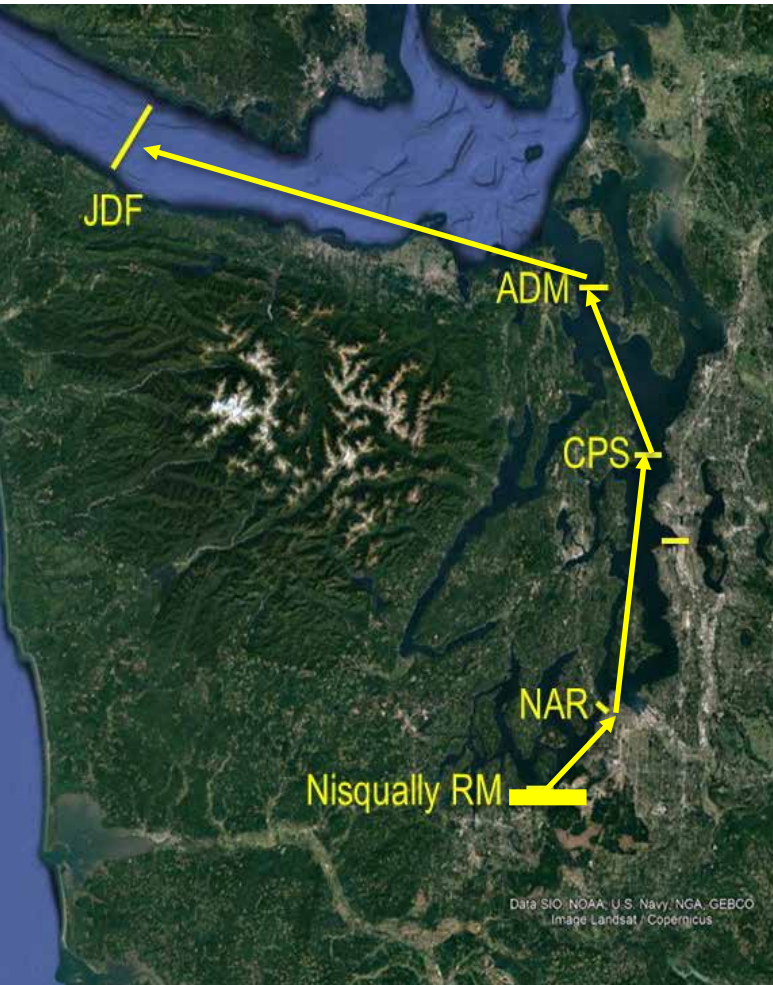 JDF
ADM
CPS
NAR
Nisqually RM
Data SIO, NOAA, U.S. Navy, NGA, GEBCO
Image Landsat / Copernicus